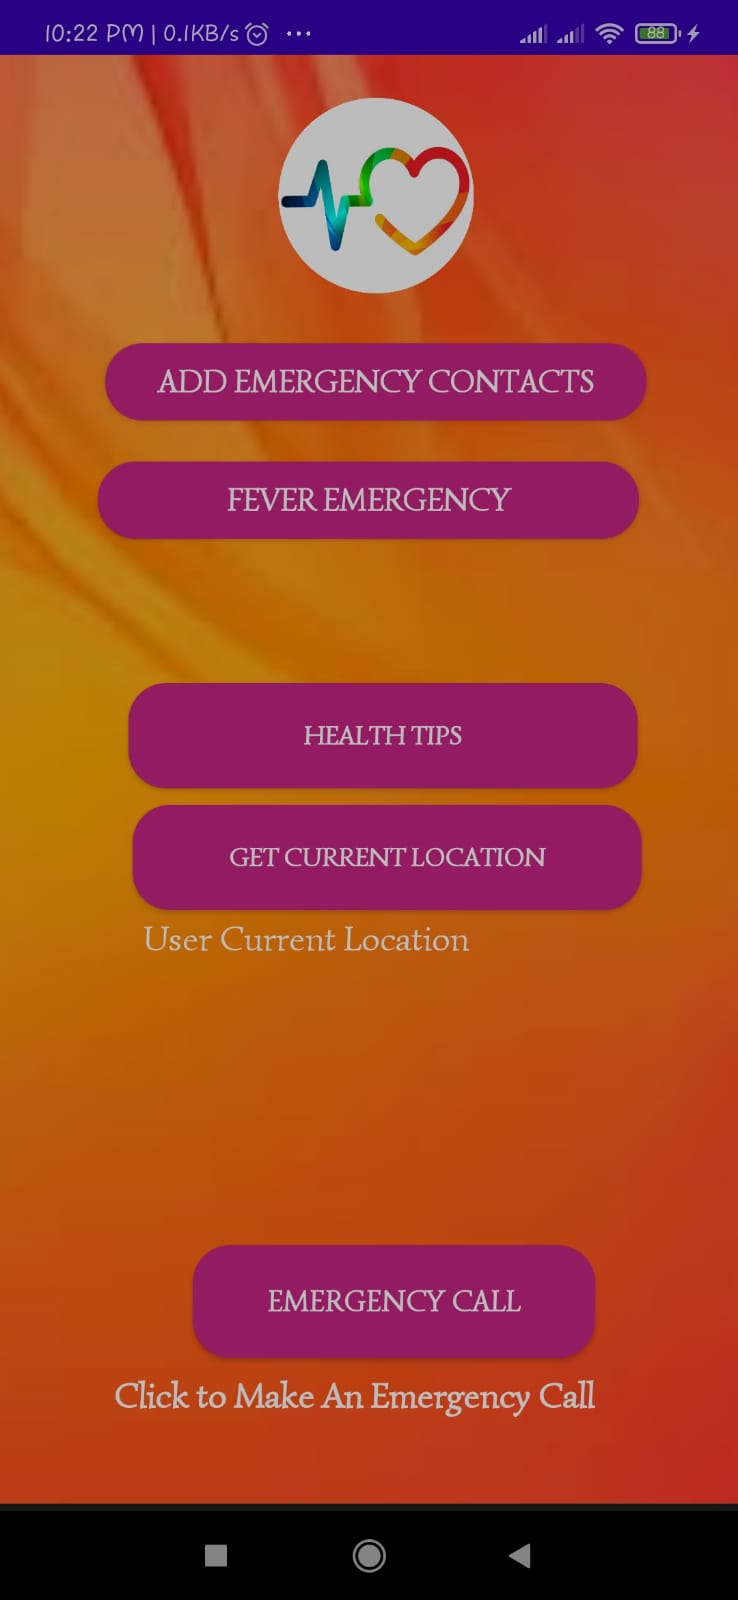 10:22 PM | 0.1KB/s ... 88
ADD EMERGENCY CONTACTS
FEVER EMERGENCY
HEALTH TIPS
GET CURRENT LOCATION
User Current Location
EMERGENCY CALL
Click to Make An Emergency Call